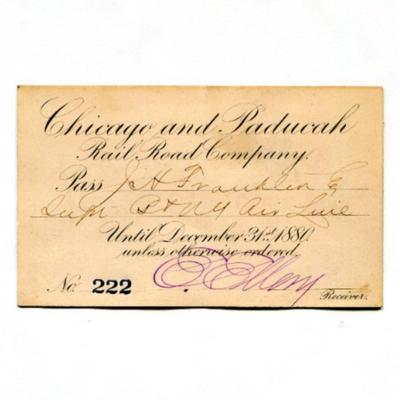 Chicago and Paducah
Rail Road Company.
Pass J. A. Franklin
Supt Air Line
Until December 31st 1880.
unless otherwise ordered.
No. 222
Receiver.